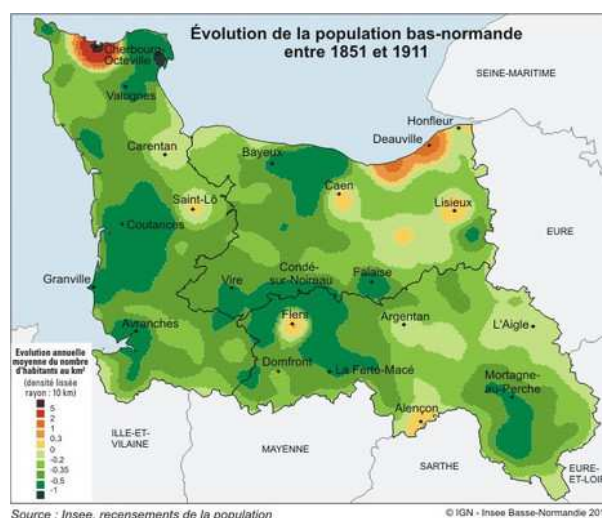 Évolution de la population bas-normande
entre 1851 et 1911
Cherbourg-
Octeville
Valognes
SEINE-MARITIME
Honfleur
Deauville
Carentan
Bayeux
Caen
Lisieux
Saint-Lô
EURE
Coutances
Granville
Vire
Condé-
sur-Noireau
Falaise
Flers
Argentan
L'Aigle
Avranches
Domfront
La Ferté-Macé
Mortagne-
au-Perche
Alençon
Evolution annuelle
moyenne du nombre
d'habitants au km²
(densité lissée
rayon : 10 km)
5
2
1
0.3
0
-0.2
-0.35
-0.5
-1
ILLE-ET-
VILAINE
MAYENNE
SARTHE
EURE-
ET-LOIR
Source : Insee, recensements de la population
© IGN - Insee Basse-Normandie 201